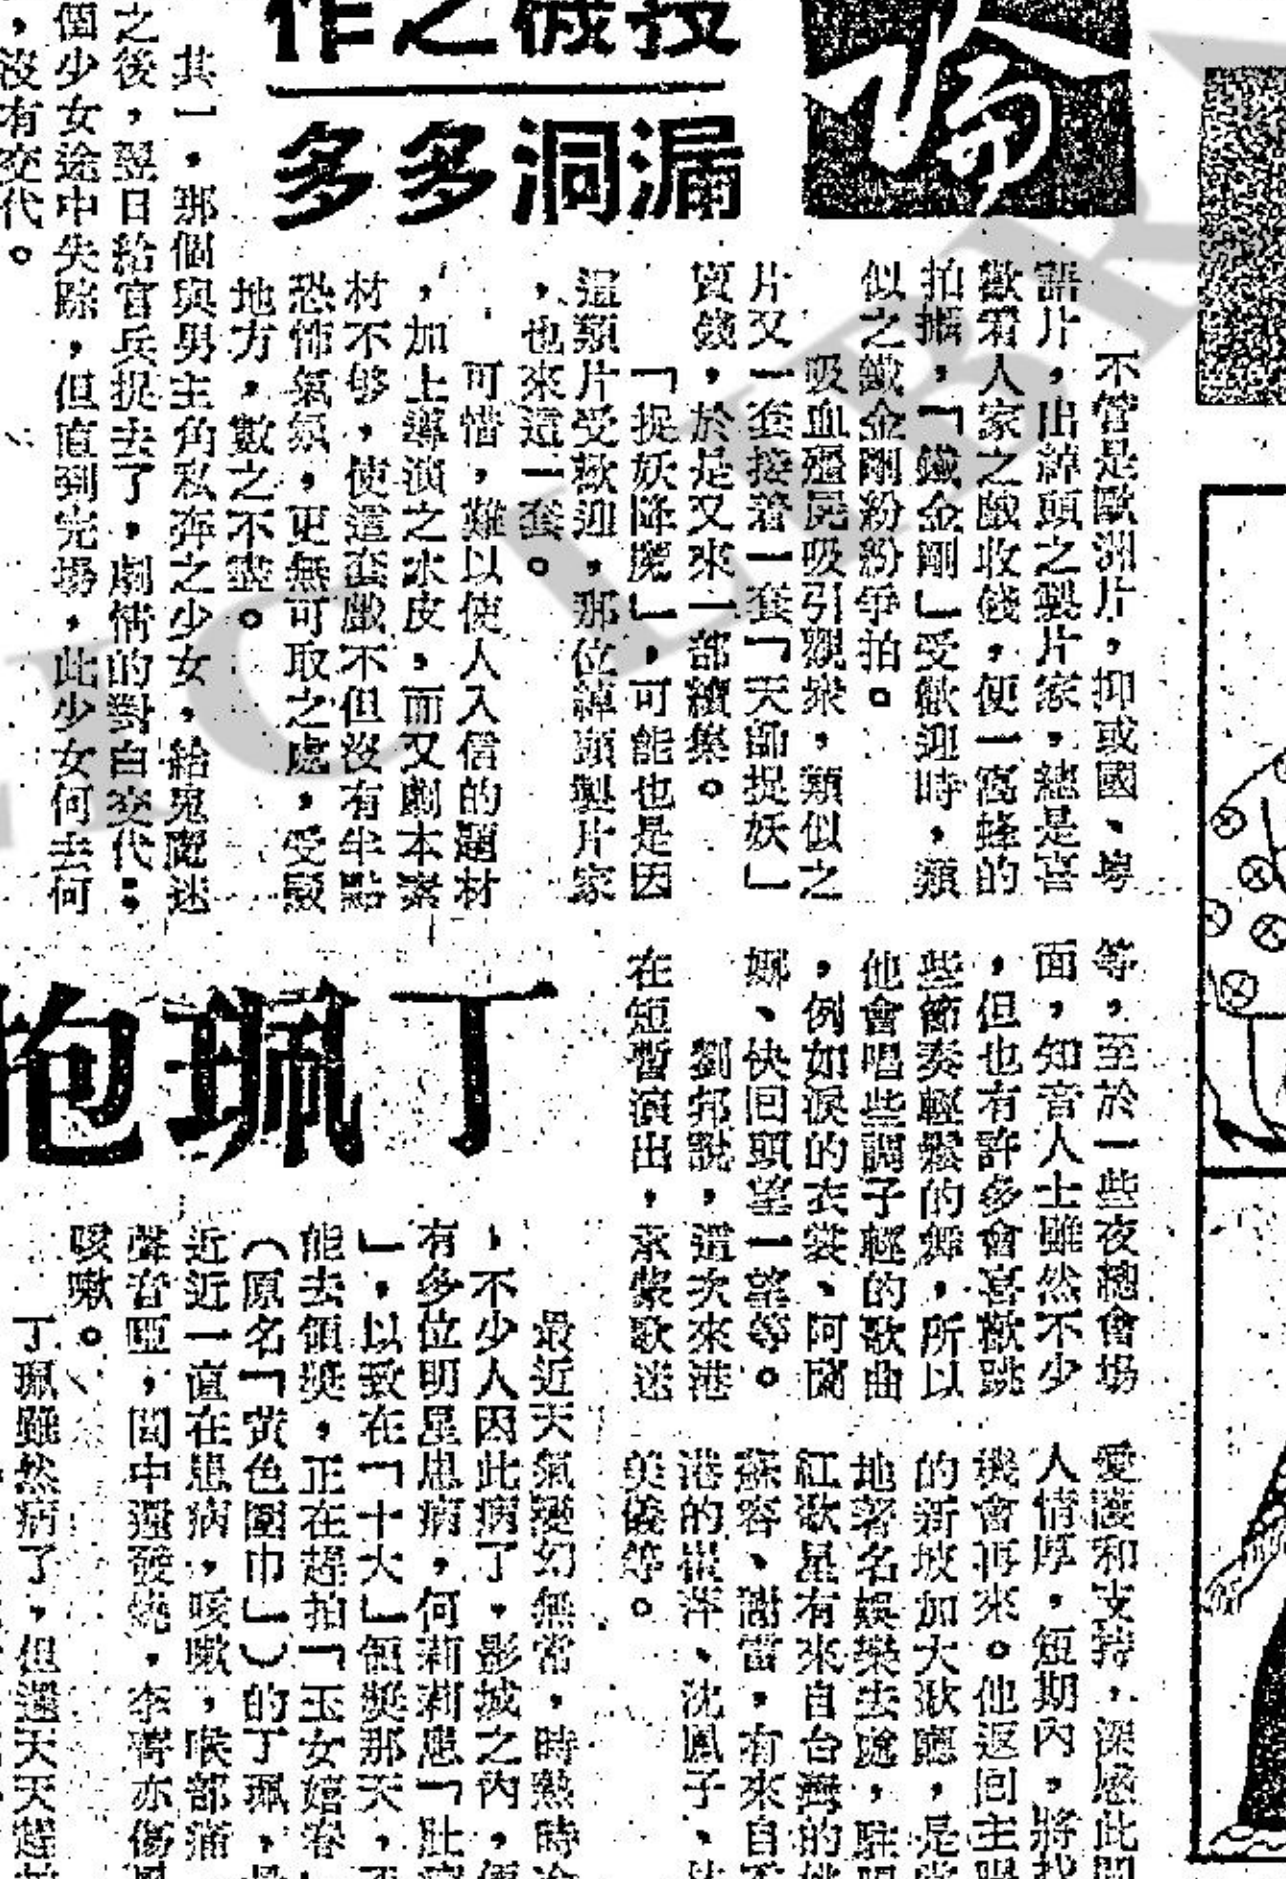 論
作之機投
多多洞漏
不管是歐洲片，抑或國、粵
語片，出綽頭之製片家，總是喜
歡看人家之戲收錢，便一窩蜂的
拍攝，「鐵金剛」受歡迎時，類
似之鐵金剛紛紛爭拍。
吸血殭屍吸引觀衆，類似之
片又一套接着一套「天師捉妖」
賣錢，於是又來一部續集。
「捉妖降魔」，可能也是因
這類片受歡迎，那位綽頭製片家
，也來這一套。
可惜，難以使人入信的題材
，加上導演之水皮，而又劇本素
材不够，使這套戲不但沒有半點
恐怖氣氛，更無可取之處，受駁
地方，數之不盡。
其一，那個與男主角私奔之少女，給鬼魔迷
之後，翌日給官兵捉去了，劇情的對白交代；
個少女途中失踪，但直到完場，此少女何去何
，沒有交代。
等，至於一些夜總會場
面，知音人士雖然不少
，但也有許多會喜歡跳
些節奏輕鬆的舞，所以
他會唱些調子輕的歌曲
，例如淚的衣裳、阿蘭
娜、快回頭望一望等。
劉邦說，這次來港
在短暫演出，承蒙歌迷
愛護和支持，深感此間
人情厚，短期內，將找
機會再來。他返回主唱
的新坡加大歌廳，是當
地著名娛樂去處，駐唱
紅歌星有來自台灣的
蘇容、謝雷，有來自
港的崔萍、沈鳳子、
美儀等。
抱珮丁
最近天氣變幻無常，時熱時冷
，不少人因此病了，影城之內，便
有多位明星患病，何莉莉患「肚
」，以致在「十大」領獎那天，不
能去領獎，正在趕拍「玉女嬉春」
（原名「黄色圍巾」）的丁珮，
近近一直在患病，咳嗽，喉部痛
聲音啞，間中還發燒，李菁亦傷風
咳嗽。
丁珮雖然病了，但還天天趕